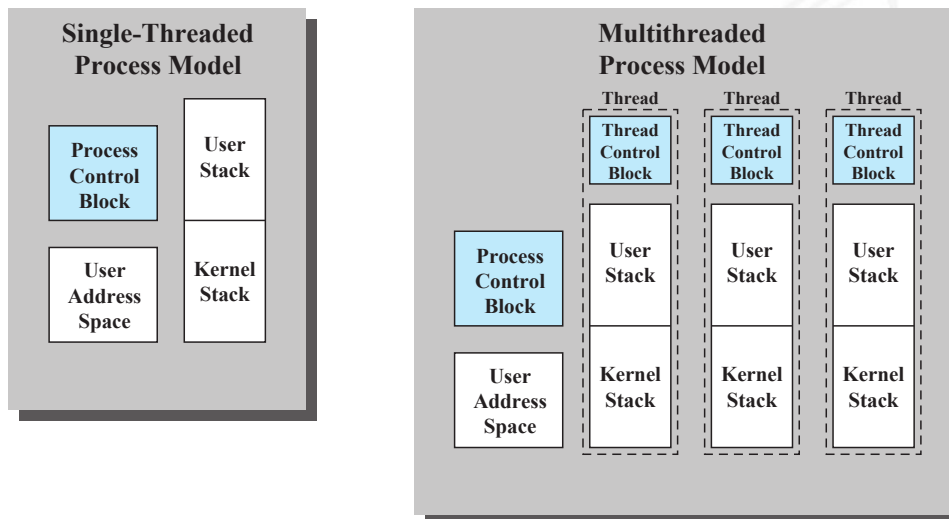 Single-Threaded
Process Model
Process
Control
Block
User
Stack
User
Address
Space
Kernel
Stack
Multithreaded
Process Model
Thread
Thread
Control
Block
User
Stack
Kernel
Stack
Thread
Thread
Control
Block
User
Stack
Kernel
Stack
Thread
Thread
Control
Block
User
Stack
Kernel
Stack
Process
Control
Block
User
Address
Space